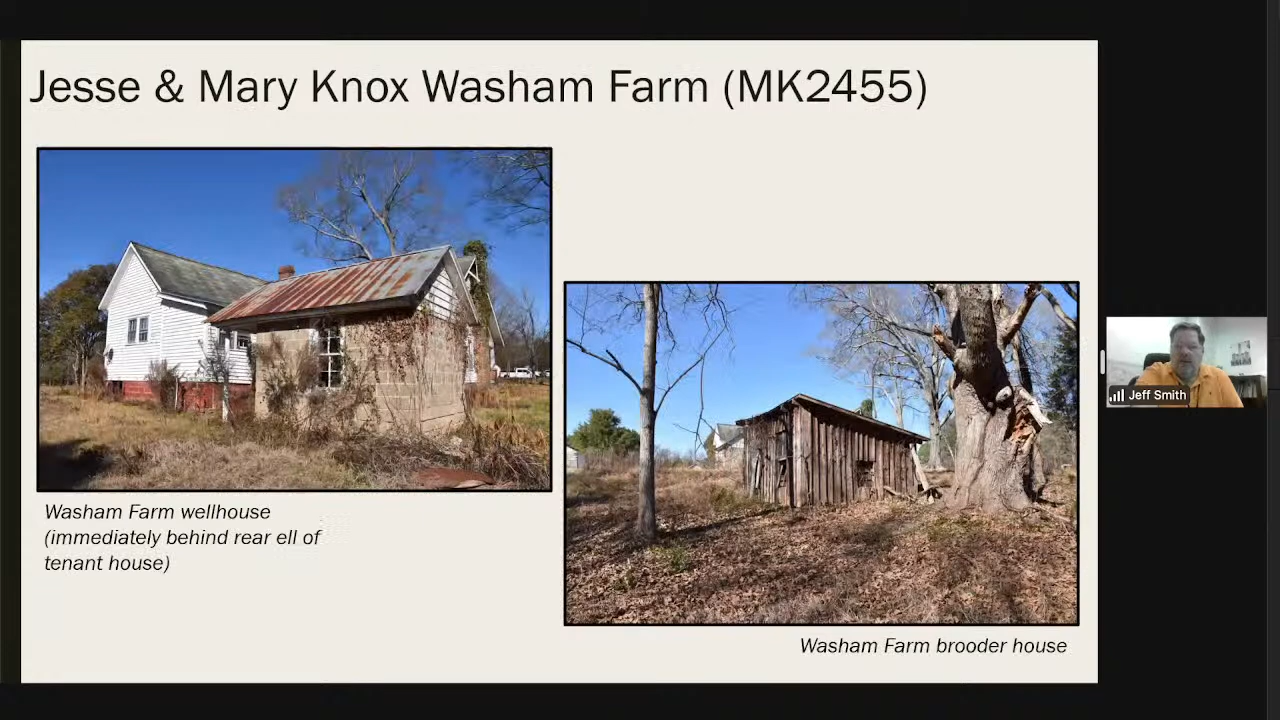 Jesse & Mary Knox Washam Farm (MK2455)
Washam Farm wellhouse
(immediately behind rear ell of
tenant house)
Washam Farm brooder house
Jeff Smith